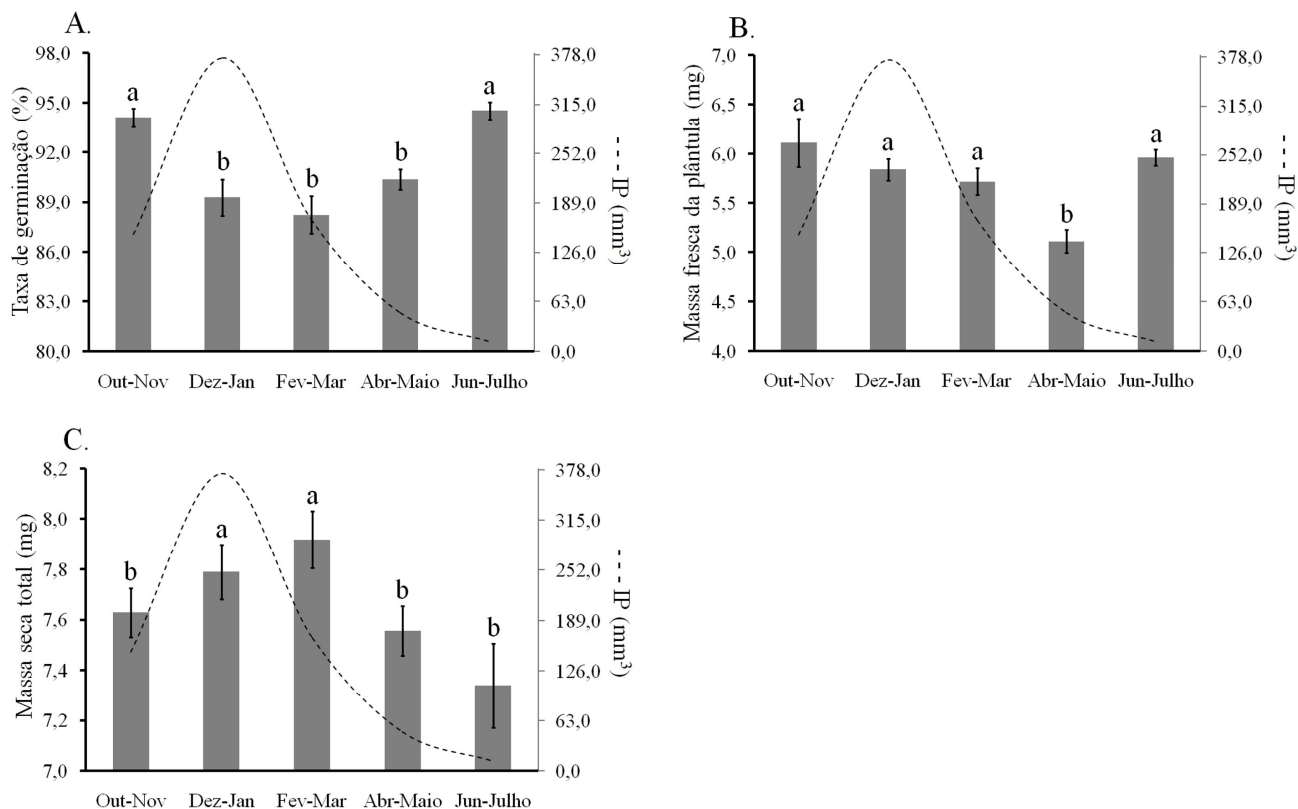 A.
Taxa de germinação (%)
98,0
95,0
92,0
89,0
86,0
83,0
80,0
a
b
b
b
a
378,0
315,0
252,0
189,0
126,0
63,0
0,0
IP (mm³)
Out-Nov Dez-Jan Fev-Mar Abr-Maio Jun-Julho
B.
Massa fresca da plântula (mg)
7,0
6,5
6,0
5,5
5,0
4,5
4,0
a
a
a
b
a
378,0
315,0
252,0
189,0
126,0
63,0
0,0
IP (mm³)
Out-Nov Dez-Jan Fev-Mar Abr-Maio Jun-Julho
C.
Massa seca total (mg)
8,2
8,0
7,8
7,6
7,4
7,2
7,0
b
a
a
b
b
378,0
315,0
252,0
189,0
126,0
63,0
0,0
IP (mm³)
Out-Nov Dez-Jan Fev-Mar Abr-Maio Jun-Julho